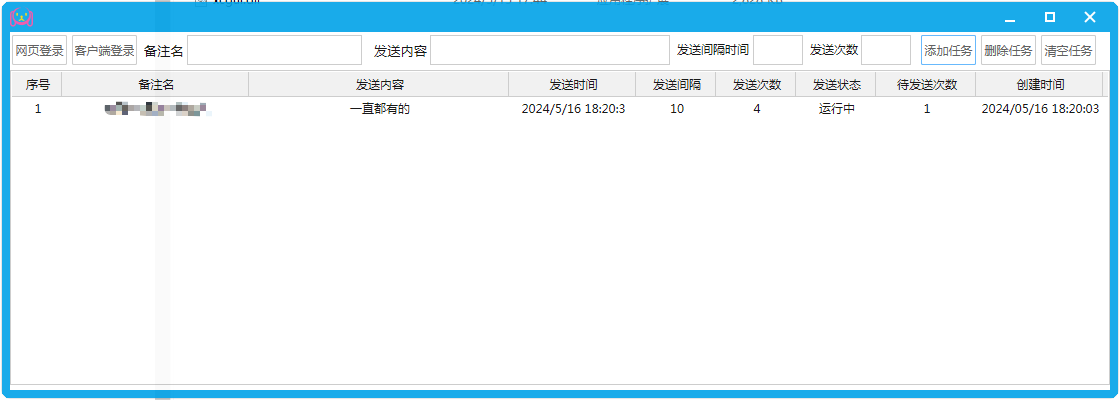 网页登录 客户端登录 备注名 发送内容 发送间隔时间 发送次数 添加任务 删除任务 清空任务
序号 备注名 发送内容 发送时间 发送间隔 发送次数 发送状态 待发送次数 创建时间
1 一直都有的 2024/5/16 18:20:3 10 4 运行中 1 2024/05/16 18:20:03